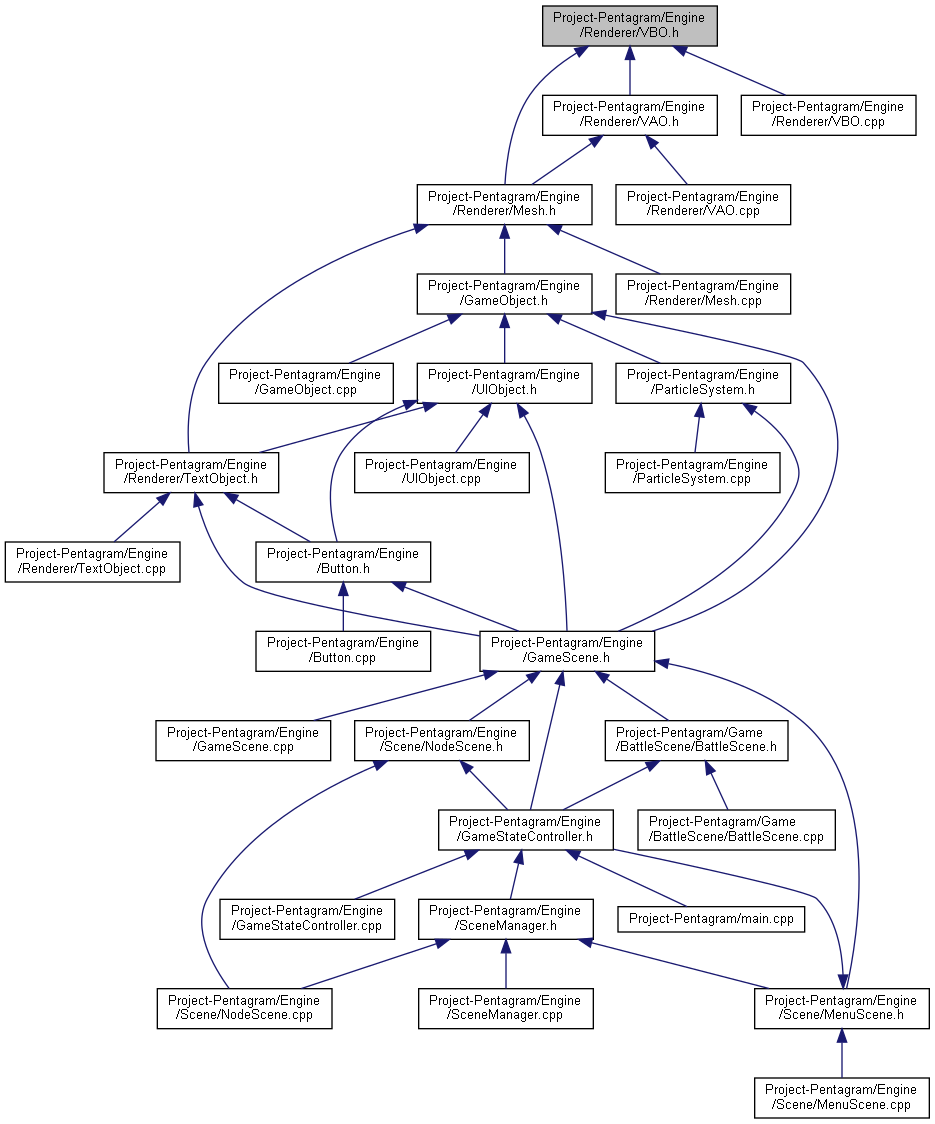 Project-Pentagram/Engine
/Renderer/VBO.h
Project-Pentagram/Engine
/Renderer/VAO.h
Project-Pentagram/Engine
/Renderer/VBO.cpp
Project-Pentagram/Engine
/Renderer/Mesh.h
Project-Pentagram/Engine
/Renderer/VAO.cpp
Project-Pentagram/Engine
/GameObject.h
Project-Pentagram/Engine
/Renderer/Mesh.cpp
Project-Pentagram/Engine
/GameObject.cpp
Project-Pentagram/Engine
/UIObject.h
Project-Pentagram/Engine
/ParticleSystem.h
Project-Pentagram/Engine
/Renderer/TextObject.h
Project-Pentagram/Engine
/UIObject.cpp
Project-Pentagram/Engine
/ParticleSystem.cpp
Project-Pentagram/Engine
/Renderer/TextObject.cpp
Project-Pentagram/Engine
/Button.h
Project-Pentagram/Engine
/Button.cpp
Project-Pentagram/Engine
/GameScene.h
Project-Pentagram/Engine
/GameScene.cpp
Project-Pentagram/Engine
/Scene/NodeScene.h
Project-Pentagram/Game
/BattleScene/BattleScene.h
Project-Pentagram/Engine
/GameStateController.h
Project-Pentagram/Game
/BattleScene/BattleScene.cpp
Project-Pentagram/Engine
/GameStateController.cpp
Project-Pentagram/Engine
/SceneManager.h
Project-Pentagram/main.cpp
Project-Pentagram/Engine
/Scene/NodeScene.cpp
Project-Pentagram/Engine
/SceneManager.cpp
Project-Pentagram/Engine
/Scene/MenuScene.h
Project-Pentagram/Engine
/Scene/MenuScene.cpp